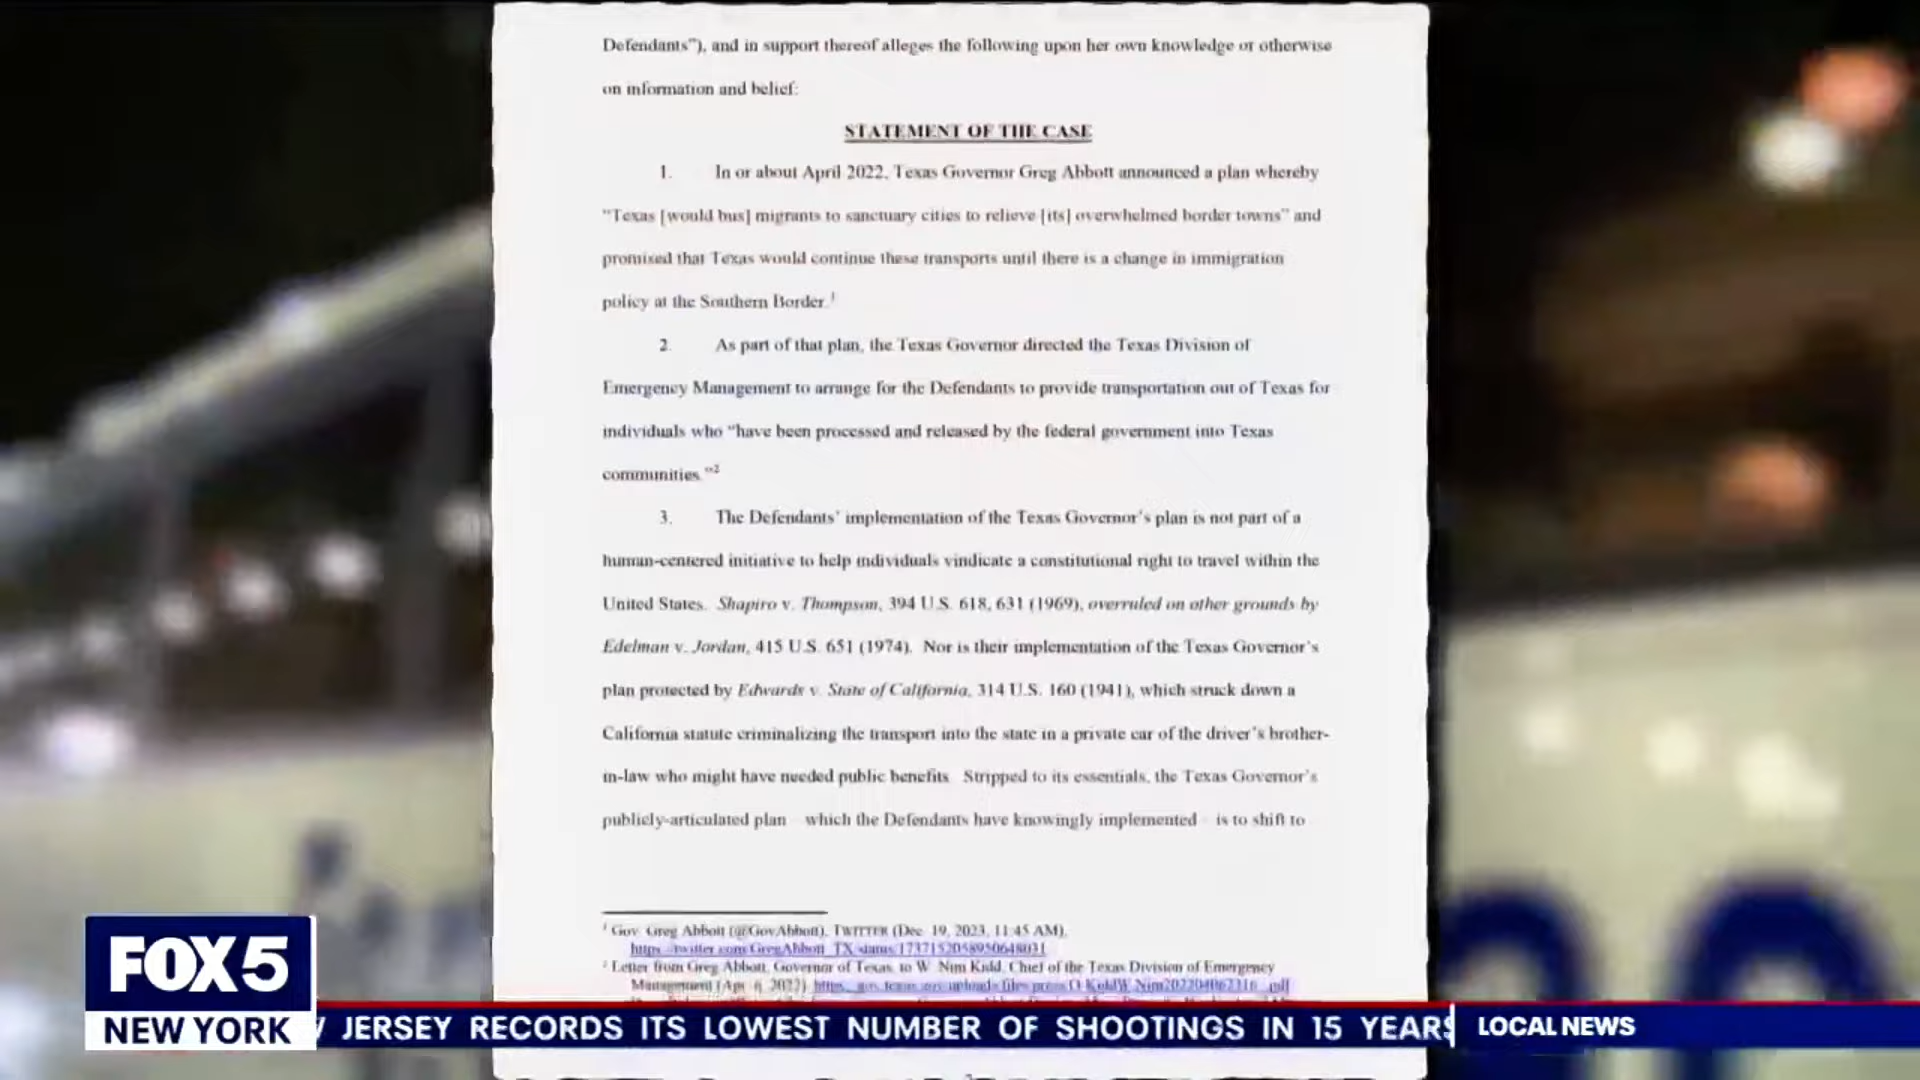 Defendants"), and in support thereof alleges the following upon her own knowledge or otherwise
on information and belief:
STATEMENT OF THE CASE
1. In or about April 2022, Texas Governor Greg Abbott announced a plan whereby
"Texas [would bus] migrants to sanctuary cities to relieve [its] overwhelmed border towns" and
promised that Texas would continue these transports until there is a change in immigration
policy at the Southern Border.1
2. As part of that plan, the Texas Governor directed the Texas Division of
Emergency Management to arrange for the Defendants to provide transportation out of Texas for
individuals who "have been processed and released by the federal government into Texas
communities."2
3. The Defendants' implementation of the Texas Governor's plan is not part of a
human-centered initiative to help individuals vindicate a constitutional right to travel within the
United States. Shapiro v. Thompson, 394 U.S. 618, 631 (1969), overruled on other grounds by
Edelman v. Jordan, 415 U.S. 651 (1974). Nor is their implementation of the Texas Governor's
plan protected by Edwards v. State of California, 314 U.S. 160 (1941), which struck down a
California statute criminalizing the transport into the state in a private car of the driver's brother-
in-law who might have needed public benefits. Stripped to its essentials, the Texas Governor's
publicly-articulated plan – which the Defendants have knowingly implemented – is to shift to
1 Gov. Greg Abbott (@GovAbbott), TWITTER (Dec. 19, 2023, 11:45 AM),
2 Letter from Greg Abbott, Governor of Texas, to W. Nim Kidd, Chief of the Texas Division of Emergency
Management (Apr. 6, 2022)
FOX 5
NEW YORK
JERSEY RECORDS ITS LOWEST NUMBER OF SHOOTINGS IN 15 YEARS
LOCAL NEWS